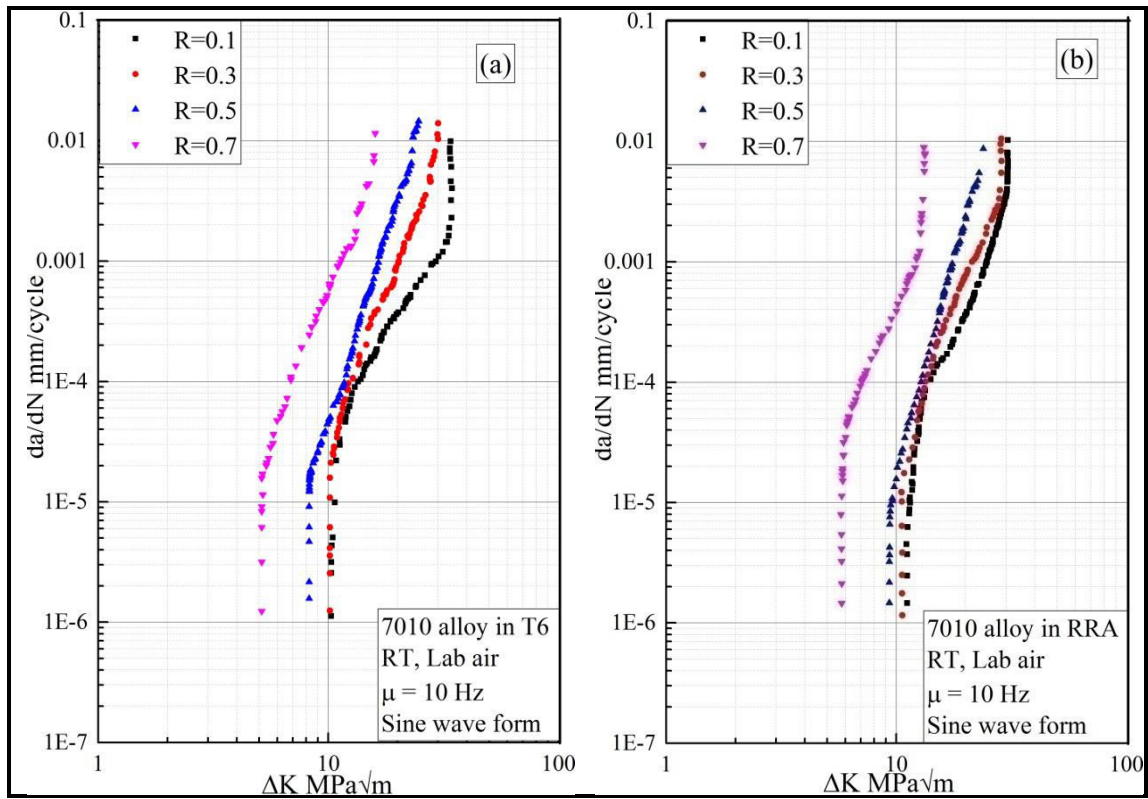 0.1
0.01
0.001
1E-4
1E-5
1E-6
1E-7
da/dN mm/cycle
R=0.1
R=0.3
R=0.5
R=0.7
(a)
7010 alloy in T6
RT, Lab air
μ = 10 Hz
Sine wave form
1
10
100
ΔK MPa√m
0.1
0.01
0.001
1E-4
1E-5
1E-6
1E-7
da/dN mm/cycle
R=0.1
R=0.3
R=0.5
R=0.7
(b)
7010 alloy in RRA
RT, Lab air
μ = 10 Hz
Sine wave form
1
10
100
ΔK MPa√m